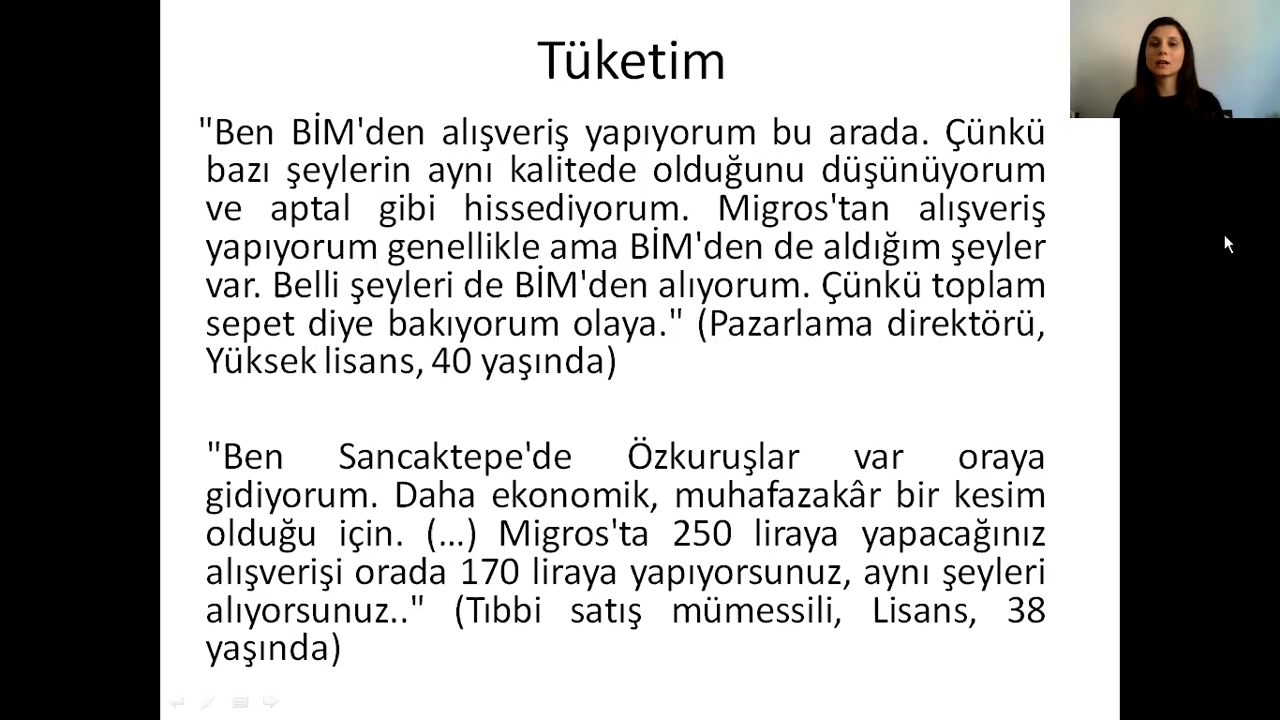 Tüketim
"Ben BİM'den alışveriş yapıyorum bu arada. Çünkü
bazı şeylerin aynı kalitede olduğunu düşünüyorum
ve aptal gibi hissediyorum. Migros'tan alışveriş
yapıyorum genellikle ama BİM'den de aldığım şeyler
var. Belli şeyleri de BİM'den alıyorum. Çünkü toplam
sepet diye bakıyorum olaya." (Pazarlama direktörü,
Yüksek lisans, 40 yaşında)
"Ben Sancaktepe'de Özkuruşlar var oraya
gidiyorum. Daha ekonomik, muhafazakâr bir kesim
olduğu için. (…) Migros'ta 250 liraya yapacağınız
alışverişi orada 170 liraya yapıyorsunuz, aynı şeyleri
alıyorsunuz.." (Tıbbi satış mümessili, Lisans, 38
yaşında)